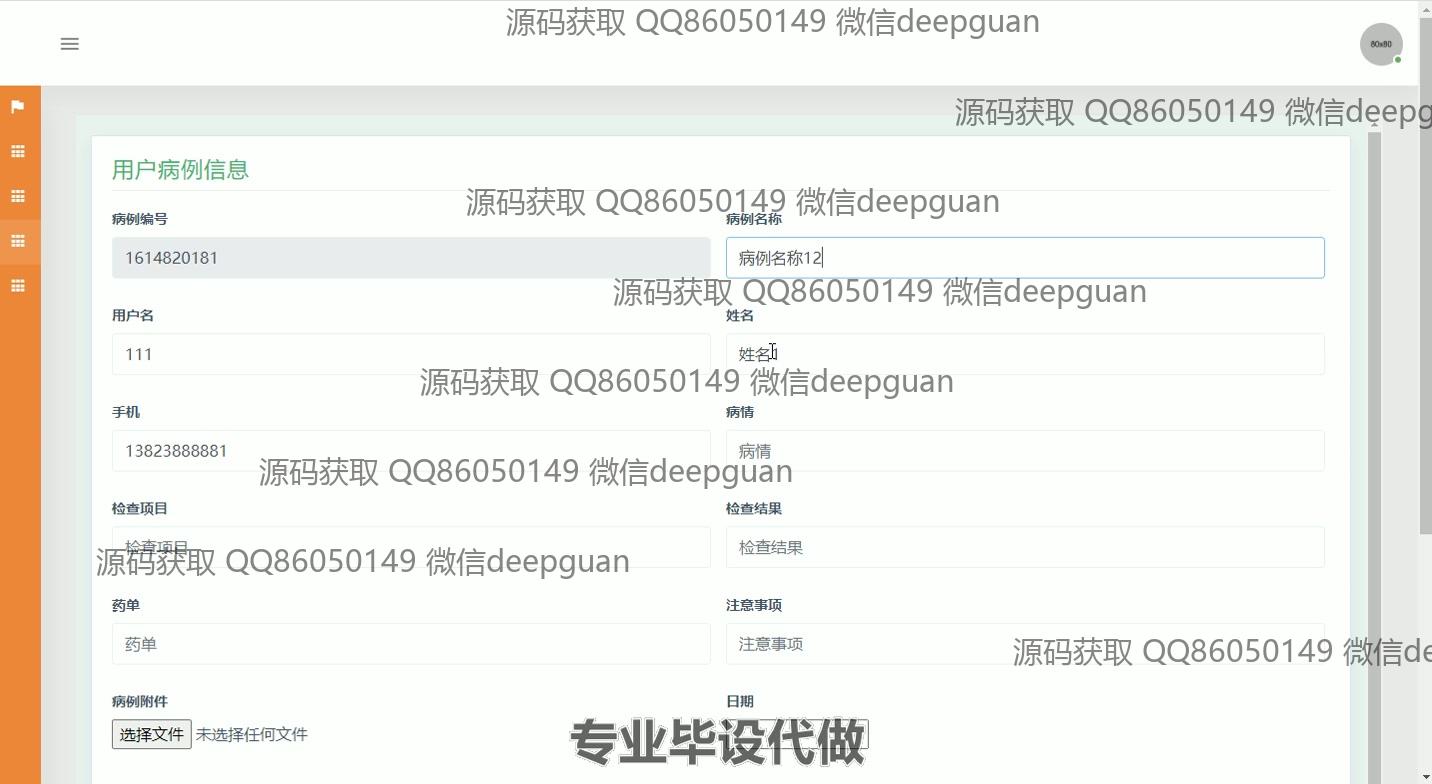 源码获取 QQ86050149 微信deepguan
80x80
源码获取 QQ86050149 微信deepg
用户病例信息
源码获取 QQ86050149 微信deepguan
病例编号 病例名称
1614820181 病例名称12
源码获取 QQ86050149 微信deepguan
用户名 姓名
111 姓名1
源码获取 QQ86050149 微信deepguan
手机 病情
13823888881 病情
源码获取 QQ86050149 微信deepguan
检查项目 检查结果
检查项目 检查结果
源码获取 QQ86050149 微信deepguan
药单 注意事项
药单 注意事项
源码获取 QQ86050149 微信de
病例附件 日期
选择文件 未选择任何文件
专业毕设代做